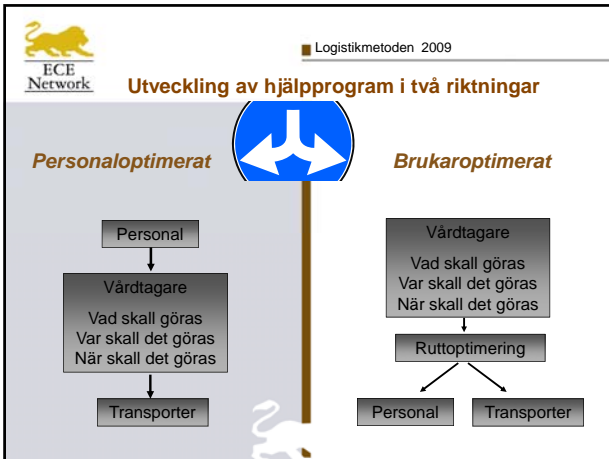 ECE
Network
Logistikmetoden 2009
Utveckling av hjälpprogram i två riktningar
Personaloptimerat
Personal
Vårdtagare
Vad skall göras
Var skall det göras
När skall det göras
Transporter
Brukaroptimerat
Vårdtagare
Vad skall göras
Var skall det göras
När skall det göras
Ruttoptimering
Personal
Transporter